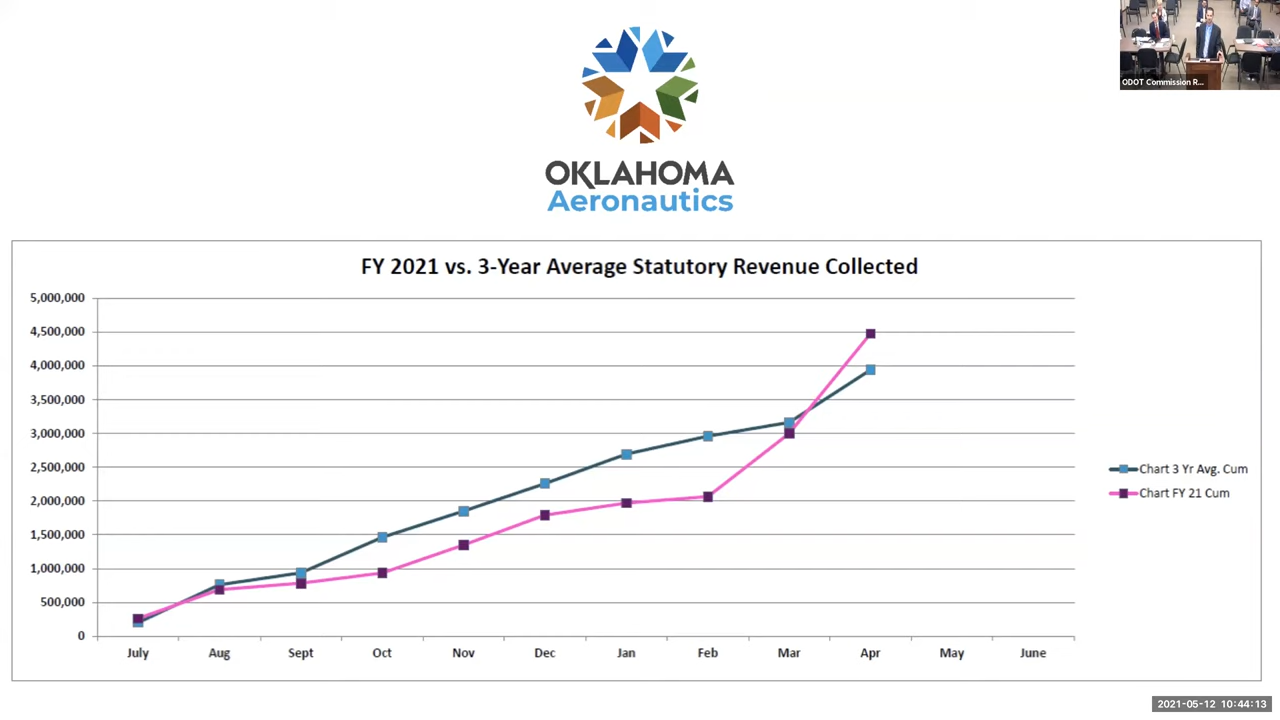 ODOT Commission R...
OKLAHOMA
Aeronautics
FY 2021 vs. 3-Year Average Statutory Revenue Collected
5,000,000
4,500,000
4,000,000
3,500,000
3,000,000
2,500,000
2,000,000
1,500,000
1,000,000
500,000
0
July Aug Sept Oct Nov Dec Jan Feb Mar Apr May June
Chart 3 Yr Avg. Cum
Chart FY 21 Cum
2021-05-12 10:44:13